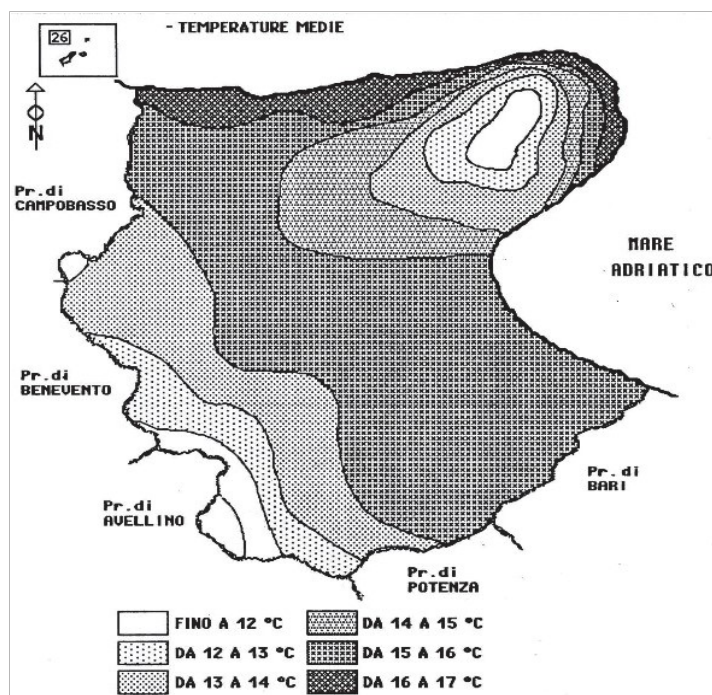 26
- TEMPERATURE MEDIE
N
Pr.di
CAMPOBASSO
MARE
ADRIATICO
Pr.di
BENEVENTO
Pr.di
BARI
Pr.di
AVELLINO
Pr.di
POTENZA
FINO A 12 °C
DA 14 A 15 °C
DA 12 A 13 °C
DA 15 A 16 °C
DA 13 A 14 °C
DA 16 A 17 °C